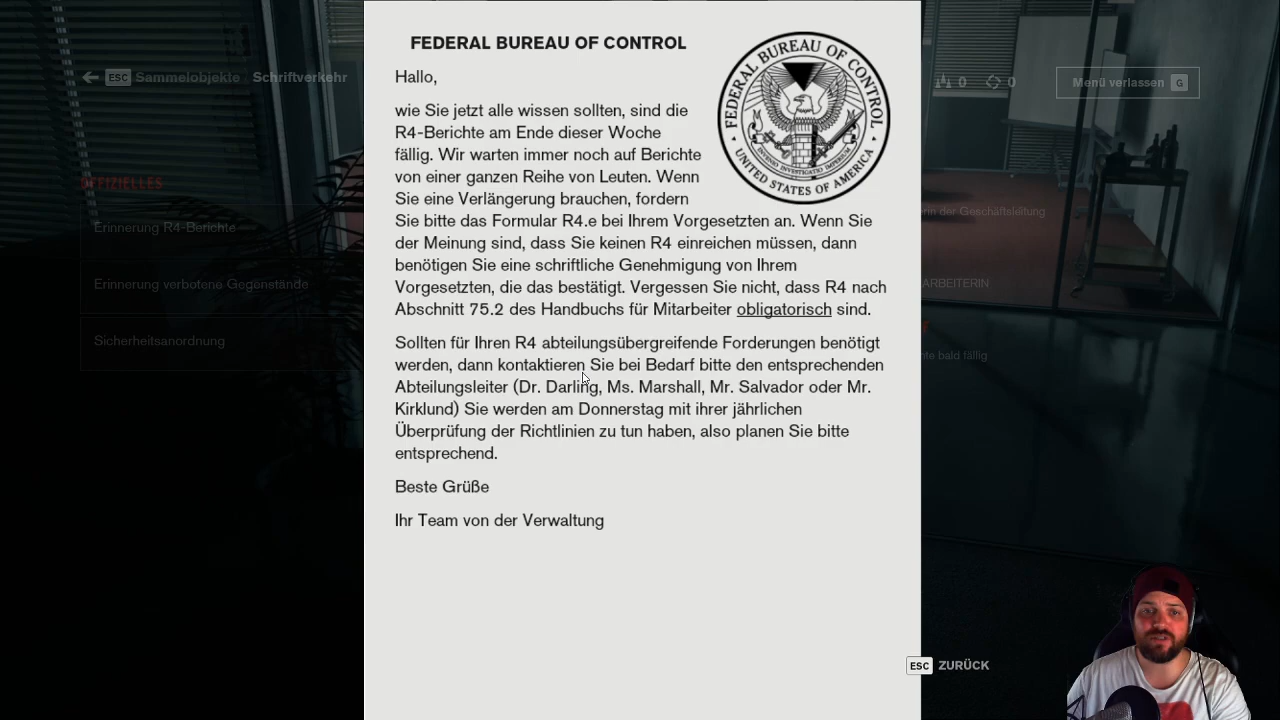 FEDERAL BUREAU OF CONTROL
Hallo,
wie Sie jetzt alle wissen sollten, sind die
R4-Berichte am Ende dieser Woche
fällig. Wir warten immer noch auf Berichte
von einer ganzen Reihe von Leuten. Wenn
Sie eine Verlängerung brauchen, fordern
Sie bitte das Formular R4.e bei Ihrem Vorgesetzten an. Wenn Sie
der Meinung sind, dass Sie keinen R4 einreichen müssen, dann
benötigen Sie eine schriftliche Genehmigung von Ihrem
Vorgesetzten, die das bestätigt. Vergessen Sie nicht, dass R4 nach
Abschnitt 75.2 des Handbuchs für Mitarbeiter obligatorisch sind.
Sollten für Ihren R4 abteilungsübergreifende Forderungen benötigt
werden, dann kontaktieren Sie bei Bedarf bitte den entsprechenden
Abteilungsleiter (Dr. Darling, Ms. Marshall, Mr. Salvador oder Mr.
Kirklund) Sie werden am Donnerstag mit ihrer jährlichen
Überprüfung der Richtlinien zu tun haben, also planen Sie bitte
entsprechend.
Beste Grüße
Ihr Team von der Verwaltung
FEDERAL BUREAU OF CONTROL
UNITED STATES OF AMERICA
ESC Sammelobjekte Schriftverkehr
0 0
Menü verlassen G
OFFIZIELLES
Erinnerung R4-Berichte
Erinnerung verbotene Gegenstände
Sicherheitsanordnung
der Geschäftsleitung
ARBEITERIN
bald fällig
ESC ZURÜCK